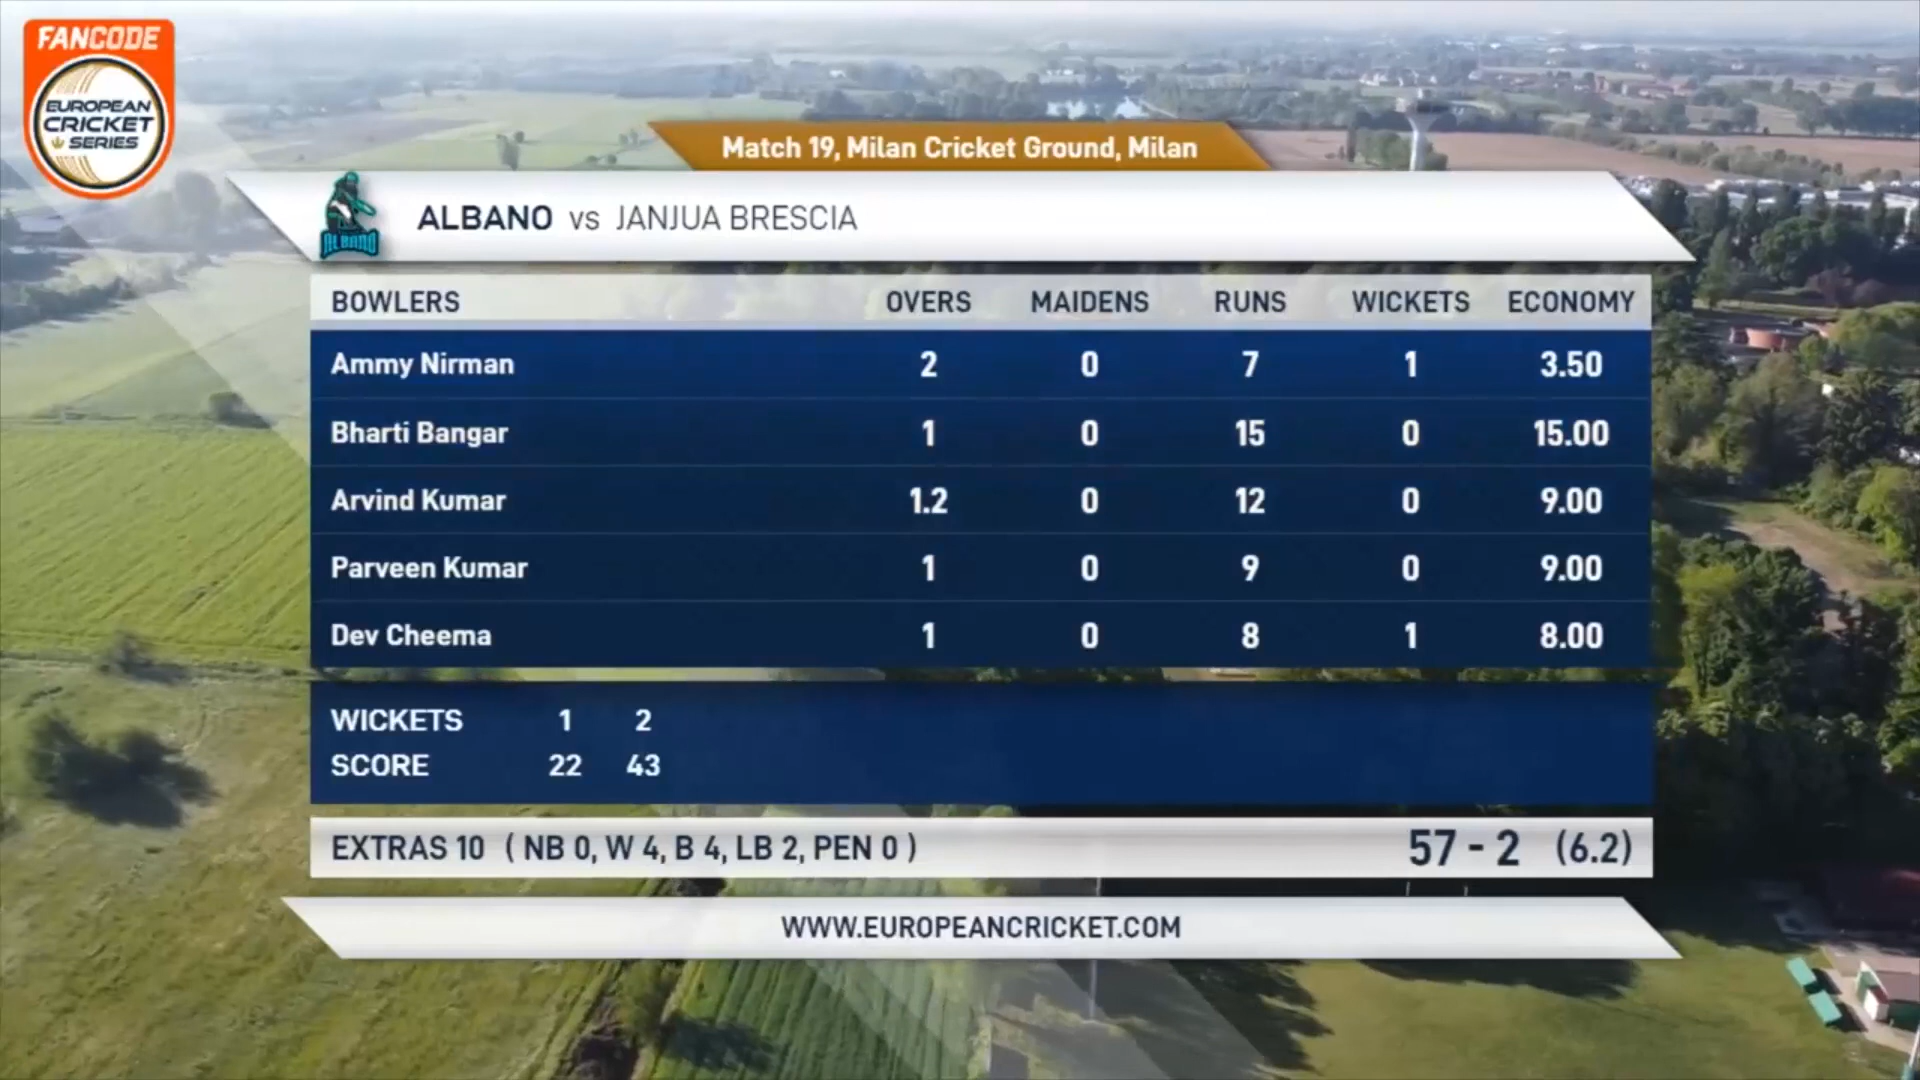 FANCODE
EUROPEAN
CRICKET
SERIES
Match 19, Milan Cricket Ground, Milan
ALBANO
ALBANO vs JANJUA BRESCIA
BOWLERS OVERS MAIDENS RUNS WICKETS ECONOMY
Ammy Nirman 2 0 7 1 3.50
Bharti Bangar 1 0 15 0 15.00
Arvind Kumar 1.2 0 12 0 9.00
Parveen Kumar 1 0 9 0 9.00
Dev Cheema 1 0 8 1 8.00
WICKETS 1 2
SCORE 22 43
EXTRAS 10 ( NB 0, W 4, B 4, LB 2, PEN 0 ) 57 - 2 (6.2)
WWW.EUROPEANCRICKET.COM